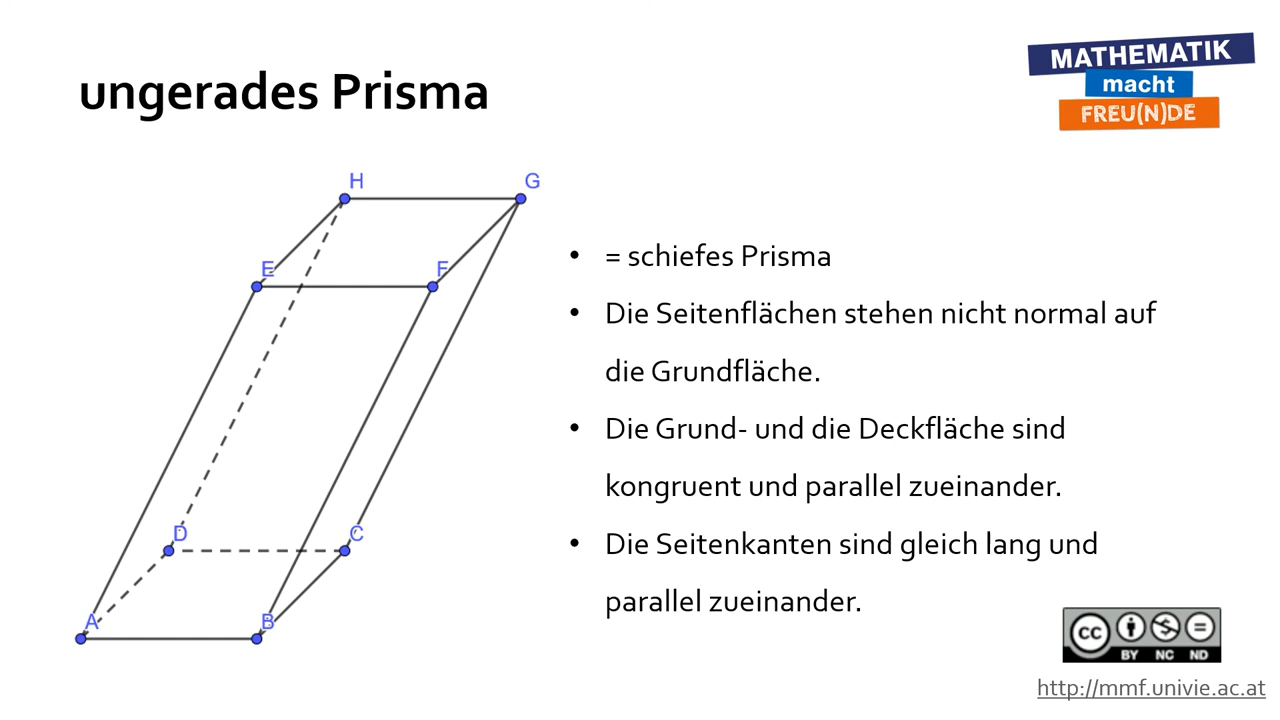 ungerades Prisma
MATHEMATIK
macht
FREU(N)DE
H
G
E
F
D
C
A
B
• = schiefes Prisma
• Die Seitenflächen stehen nicht normal auf
die Grundfläche.
• Die Grund- und die Deckfläche sind
kongruent und parallel zueinander.
• Die Seitenkanten sind gleich lang und
parallel zueinander.
cc
BY NC ND
http://mmf.univie.ac.at